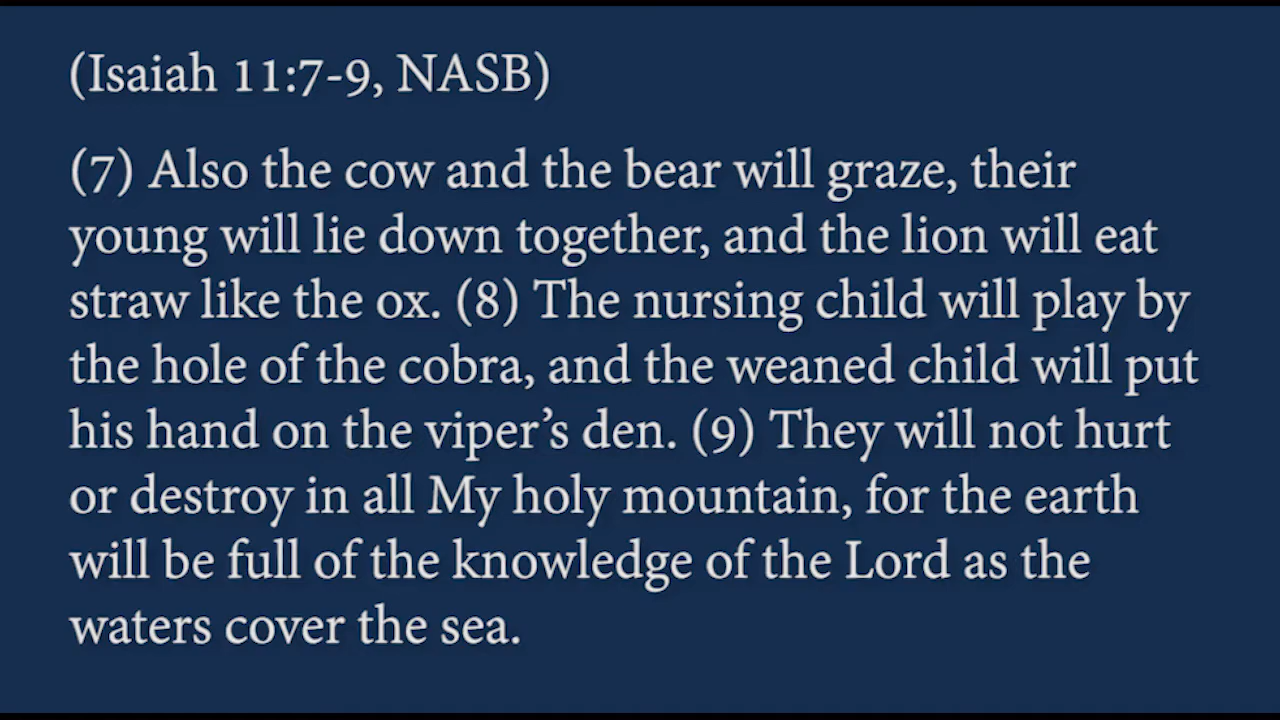 (Isaiah 11:7-9, NASB)
(7) Also the cow and the bear will graze, their
young will lie down together, and the lion will eat
straw like the ox. (8) The nursing child will play by
the hole of the cobra, and the weaned child will put
his hand on the viper’s den. (9) They will not hurt
or destroy in all My holy mountain, for the earth
will be full of the knowledge of the Lord as the
waters cover the sea.